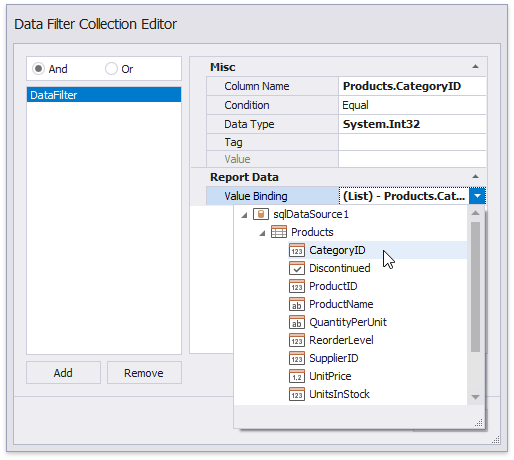 Data Filter Collection Editor
And Or
DataFilter
Add Remove
Misc
Column Name Products.CategoryID
Condition Equal
Data Type System.Int32
Tag
Value
Report Data
Value Binding (List) - Products.Cat...
sqlDataSource1
Products
123 CategoryID
Discontinued
123 ProductID
ab ProductName
ab QuantityPerUnit
123 ReorderLevel
123 SupplierID
1,2 UnitPrice
123 UnitsInStock